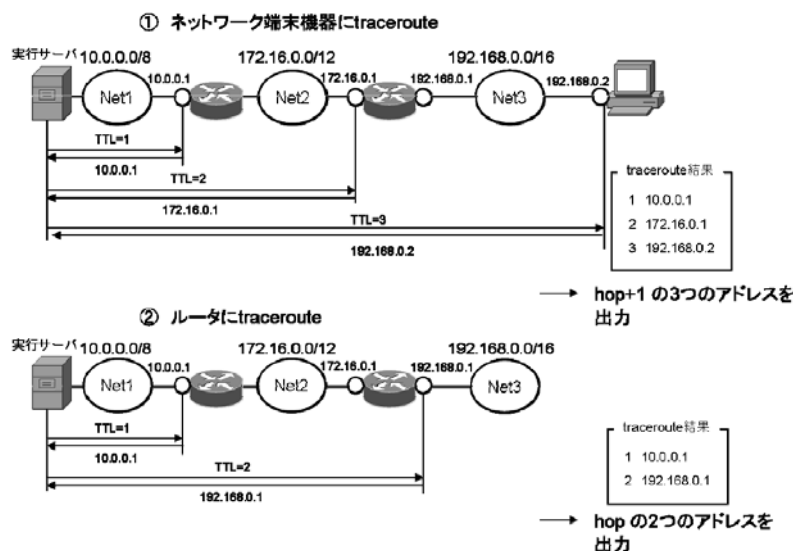 ① ネットワーク端末機器にtraceroute
実行サーバ 10.0.0.0/8 172.16.0.0/12 192.168.0.0/16
10.0.0.1 172.16.0.1 192.168.0.1 192.168.0.2
Net1 Net2 Net3
TTL=1
10.0.0.1
TTL=2
172.16.0.1
TTL=3
192.168.0.2
traceroute結果
1 10.0.0.1
2 172.16.0.1
3 192.168.0.2
hop+1 の3つのアドレスを
出力
② ルータにtraceroute
実行サーバ 10.0.0.0/8 172.16.0.0/12 192.168.0.0/16
10.0.0.1 172.16.0.1 192.168.0.1
Net1 Net2 Net3
TTL=1
10.0.0.1
TTL=2
192.168.0.1
traceroute結果
1 10.0.0.1
2 192.168.0.1
hop の2つのアドレスを
出力